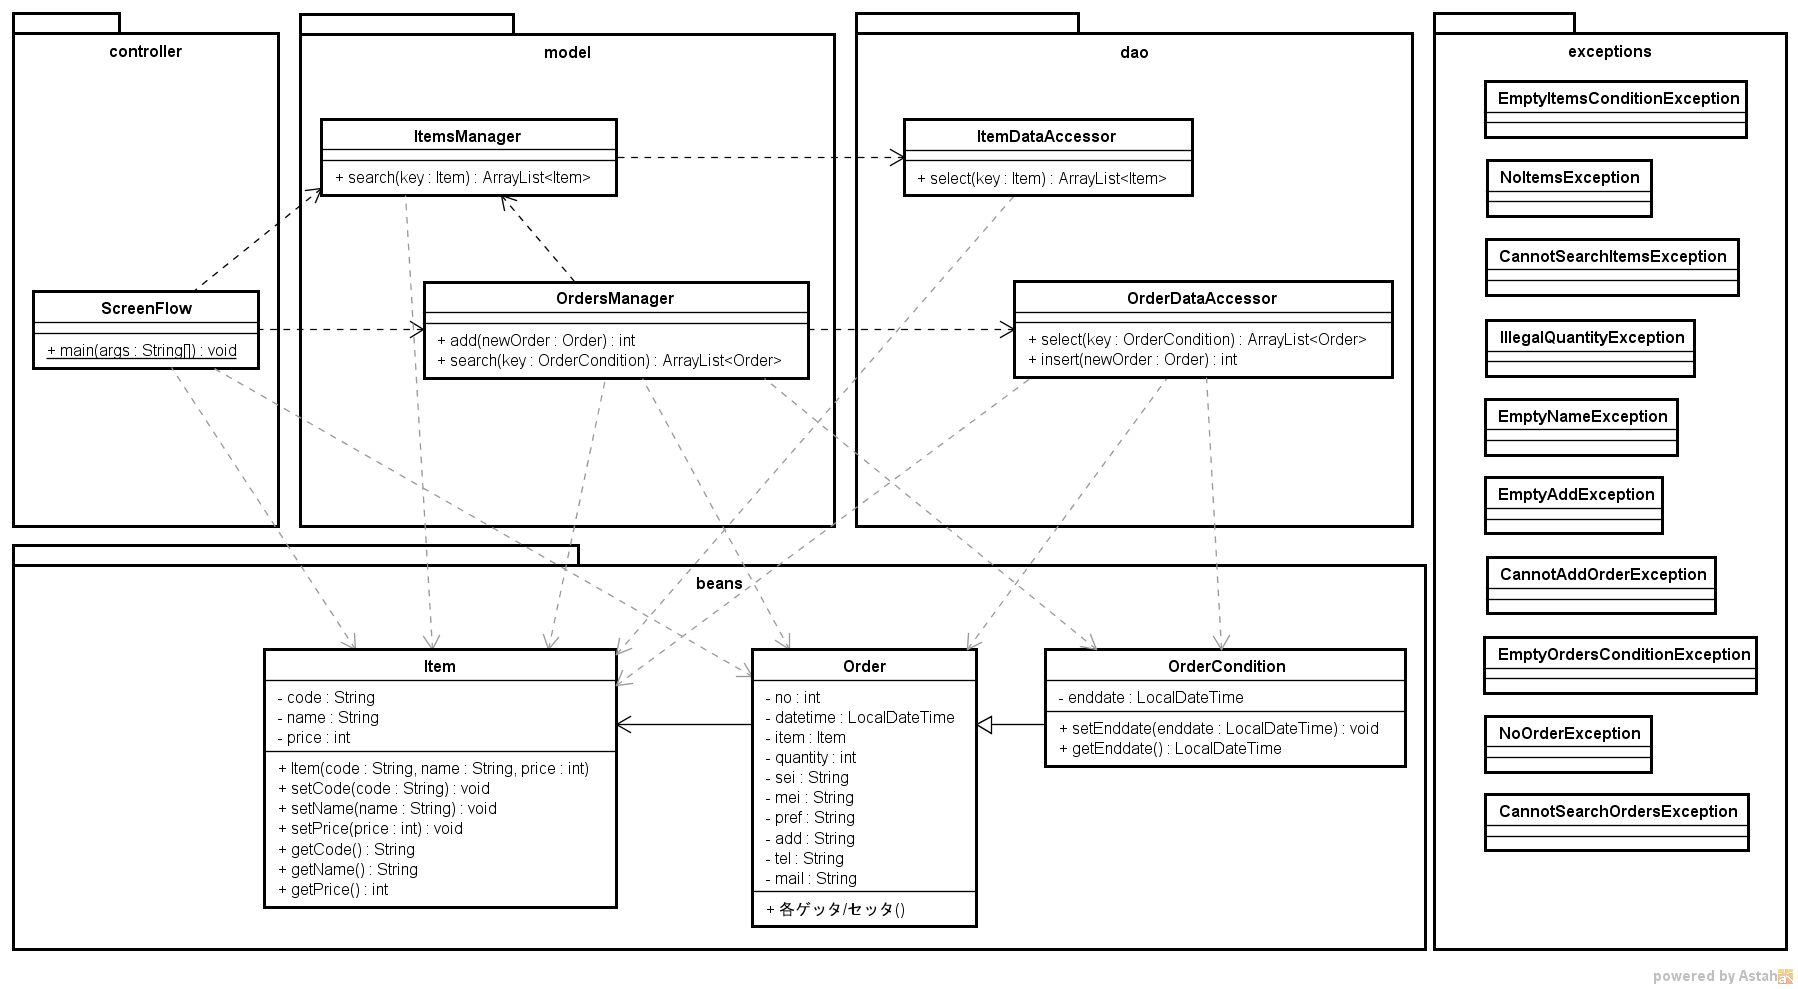 controller
ScreenFlow
+ main(args : String[]) : void
model
ItemsManager
+ search(key : Item) : ArrayList<Item>
OrdersManager
+ add(newOrder : Order) : int
+ search(key : OrderCondition) : ArrayList<Order>
dao
ItemDataAccessor
+ select(key : Item) : ArrayList<Item>
OrderDataAccessor
+ select(key : OrderCondition) : ArrayList<Order>
+ insert(newOrder : Order) : int
exceptions
EmptyItemsConditionException
NoItemsException
CannotSearchItemsException
IllegalQuantityException
EmptyNameException
EmptyAddException
CannotAddOrderException
EmptyOrdersConditionException
NoOrderException
CannotSearchOrdersException
beans
Item
- code : String
- name : String
- price : int
+ Item(code : String, name : String, price : int)
+ setCode(code : String) : void
+ setName(name : String) : void
+ setPrice(price : int) : void
+ getCode() : String
+ getName() : String
+ getPrice() : int
Order
- no : int
- datetime : LocalDateTime
- item : Item
- quantity : int
- sei : String
- mei : String
- pref : String
- add : String
- tel : String
- mail : String
+ 各ゲッタ/セッタ()
OrderCondition
- enddate : LocalDateTime
+ setEnddate(enddate : LocalDateTime) : void
+ getEnddate() : LocalDateTime
powered by Astah